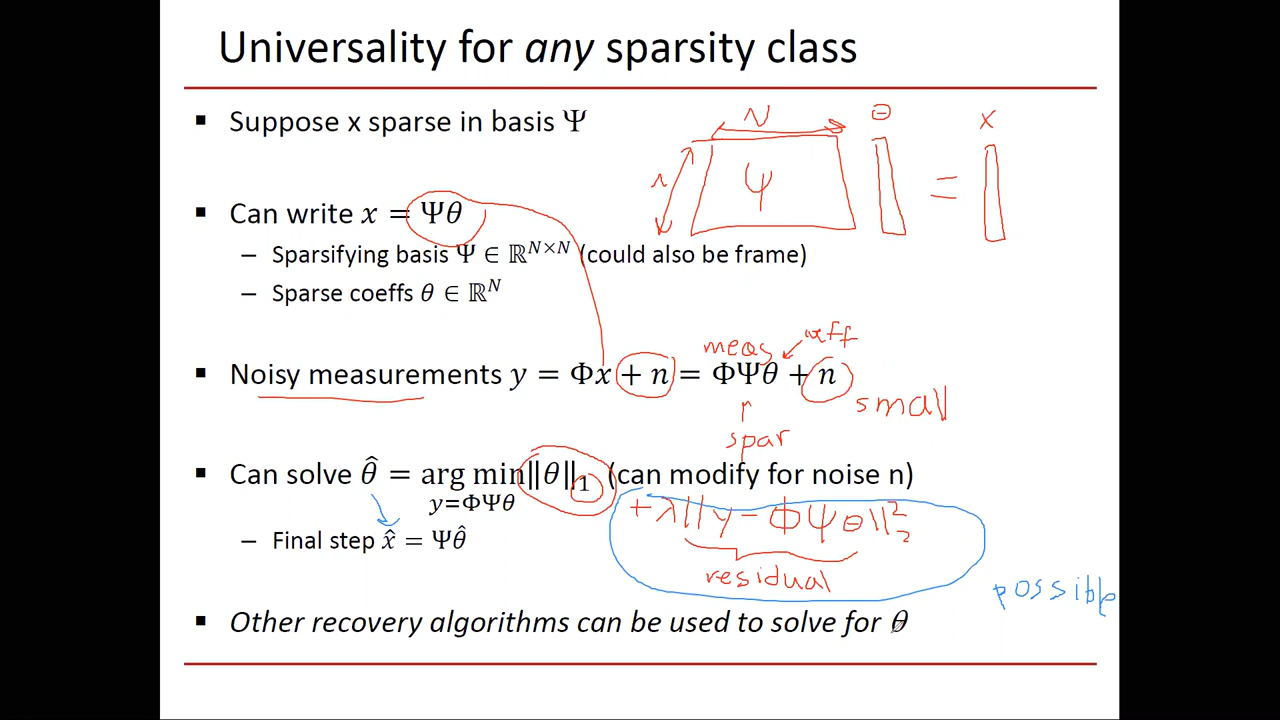 Universality for any sparsity class
▪ Suppose x sparse in basis Ψ
N Θ x
Ψ =
▪ Can write x = Ψθ
– Sparsifying basis Ψ ∈ ℝ^{N×N} (could also be frame)
– Sparse coeffs θ ∈ ℝ^N
meas
▪ Noisy measurements y = Φx + n = ΦΨθ + n
small
spar
▪ Can solve θ̂ = arg min‖θ‖₁ (can modify for noise n)
y=ΦΨθ
+ λ||y - ΦΨΘ||₂²
– Final step x̂ = Ψθ̂
residual
possible
▪ Other recovery algorithms can be used to solve for θ